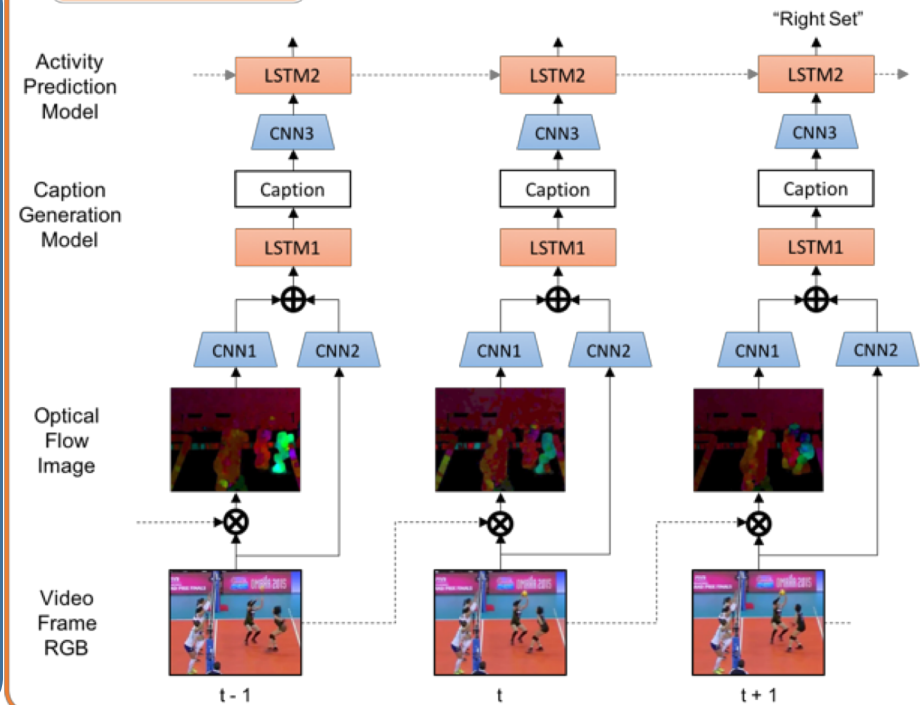 “Right Set”
Activity
Prediction
Model
LSTM2
LSTM2
LSTM2
CNN3
CNN3
CNN3
Caption
Generation
Model
Caption
Caption
Caption
LSTM1
LSTM1
LSTM1
CNN1
CNN2
CNN1
CNN2
CNN1
CNN2
Optical
Flow
Image
Video
Frame
RGB
t - 1
t
t + 1